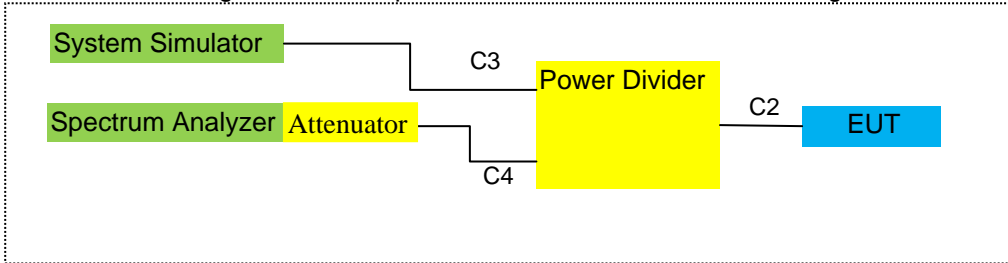 System Simulator
C3
Power Divider
C2
Spectrum Analyzer Attenuator
EUT
C4